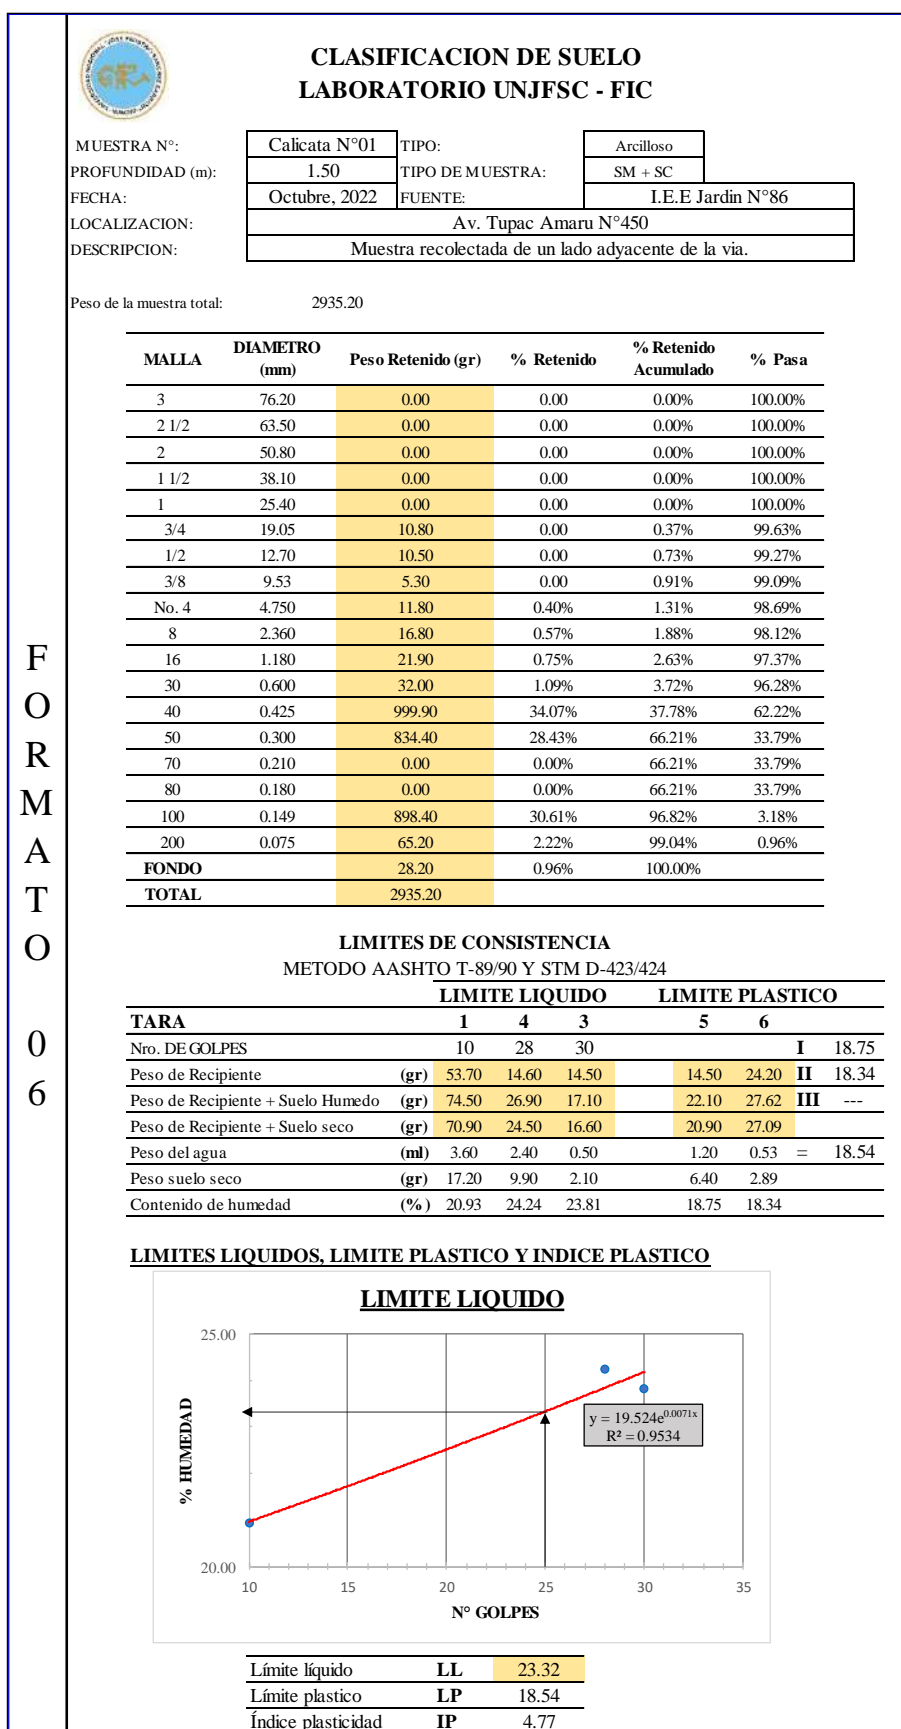 CLASIFICACION DE SUELO
LABORATORIO UNJFSC - FIC
MUESTRA N°: Calicata N°01 TIPO: Arcilloso
PROFUNDIDAD (m): 1.50 TIPO DE MUESTRA: SM + SC
FECHA: Octubre, 2022 FUENTE: I.E.E Jardin N°86
LOCALIZACION: Av. Tupac Amaru N°450
DESCRIPCION: Muestra recolectada de un lado adyacente de la via.
Peso de la muestra total: 2935.20
MALLA DIAMETRO (mm) Peso Retenido (gr) % Retenido % Retenido Acumulado % Pasa
3 76.20 0.00 0.00 0.00% 100.00%
2 1/2 63.50 0.00 0.00 0.00% 100.00%
2 50.80 0.00 0.00 0.00% 100.00%
1 1/2 38.10 0.00 0.00 0.00% 100.00%
1 25.40 0.00 0.00 0.00% 100.00%
3/4 19.05 10.80 0.00 0.37% 99.63%
1/2 12.70 10.50 0.00 0.73% 99.27%
3/8 9.53 5.30 0.00 0.91% 99.09%
No. 4 4.750 11.80 0.40% 1.31% 98.69%
8 2.360 16.80 0.57% 1.88% 98.12%
16 1.180 21.90 0.75% 2.63% 97.37%
30 0.600 32.00 1.09% 3.72% 96.28%
40 0.425 999.90 34.07% 37.78% 62.22%
50 0.300 834.40 28.43% 66.21% 33.79%
70 0.210 0.00 0.00% 66.21% 33.79%
80 0.180 0.00 0.00% 66.21% 33.79%
100 0.149 898.40 30.61% 96.82% 3.18%
200 0.075 65.20 2.22% 99.04% 0.96%
FONDO 28.20 0.96% 100.00%
TOTAL 2935.20
FORMATO 06
LIMITES DE CONSISTENCIA
METODO AASHTO T-89/90 Y STM D-423/424
LIMITE LIQUIDO LIMITE PLASTICO
TARA 1 4 3 5 6
Nro. DE GOLPES 10 28 30 I 18.75
Peso de Recipiente (gr) 53.70 14.60 14.50 14.50 24.20 II 18.34
Peso de Recipiente + Suelo Humedo (gr) 74.50 26.90 17.10 22.10 27.62 III ---
Peso de Recipiente + Suelo seco (gr) 70.90 24.50 16.60 20.90 27.09
Peso del agua (ml) 3.60 2.40 0.50 1.20 0.53 = 18.54
Peso suelo seco (gr) 17.20 9.90 2.10 6.40 2.89
Contenido de humedad (%) 20.93 24.24 23.81 18.75 18.34
LIMITES LIQUIDOS, LIMITE PLASTICO Y INDICE PLASTICO
LIMITE LIQUIDO
25.00
% HUMEDAD
y = 19.524e0.0071x
R² = 0.9534
20.00
10 15 20 25 30 35
N° GOLPES
Límite líquido LL 23.32
Límite plastico LP 18.54
Índice plasticidad IP 4.77